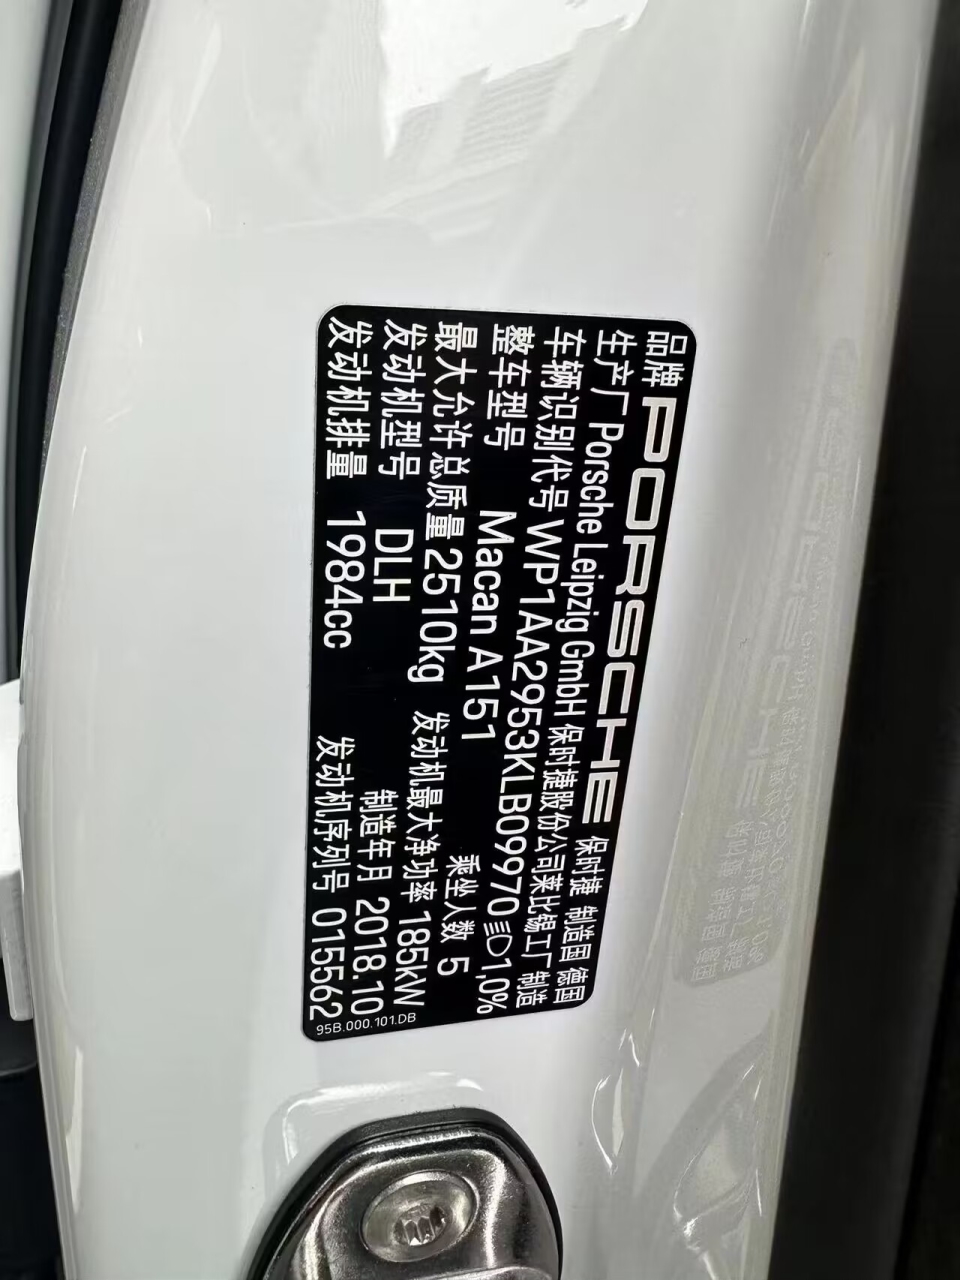 品牌 PORSCHE 保时捷 制造国 德国
生产厂 Porsche Leipzig GmbH 保时捷股份公司莱比锡工厂 制造
车辆识别代号 WP1AA2953KLB09970 1,0%
整车型号 Macan A151 乘坐人数 5
最大允许总质量 2510kg 发动机最大净功率 185kW
发动机型号 DLH 制造年月 2018.10
发动机排量 1984cc 发动机序列号 015562
95B.000.101.DB